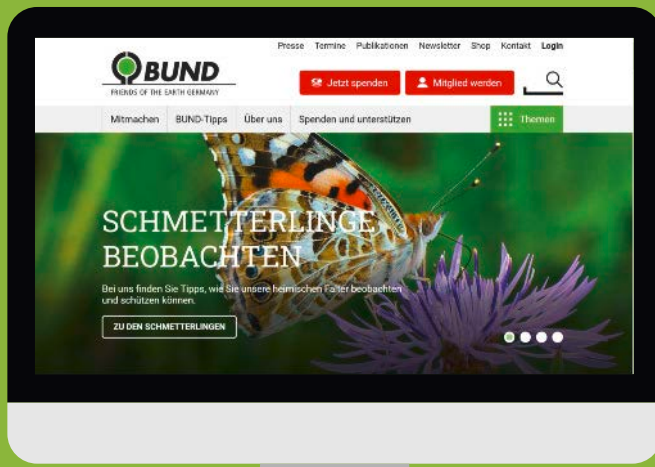 Presse Termine Publikationen Newsletter Shop Kontakt Login
BUND
FRIENDS OF THE EARTH GERMANY
Jetzt spenden Mitglied werden
Mitmachen BUND-Tipps Über uns Spenden und unterstützen Themen
SCHMETTERLINGE
BEOBACHTEN
Bei uns finden Sie Tipps, wie Sie unsere heimischen Falter beobachten
und schützen können.
ZU DEN SCHMETTERLINGEN